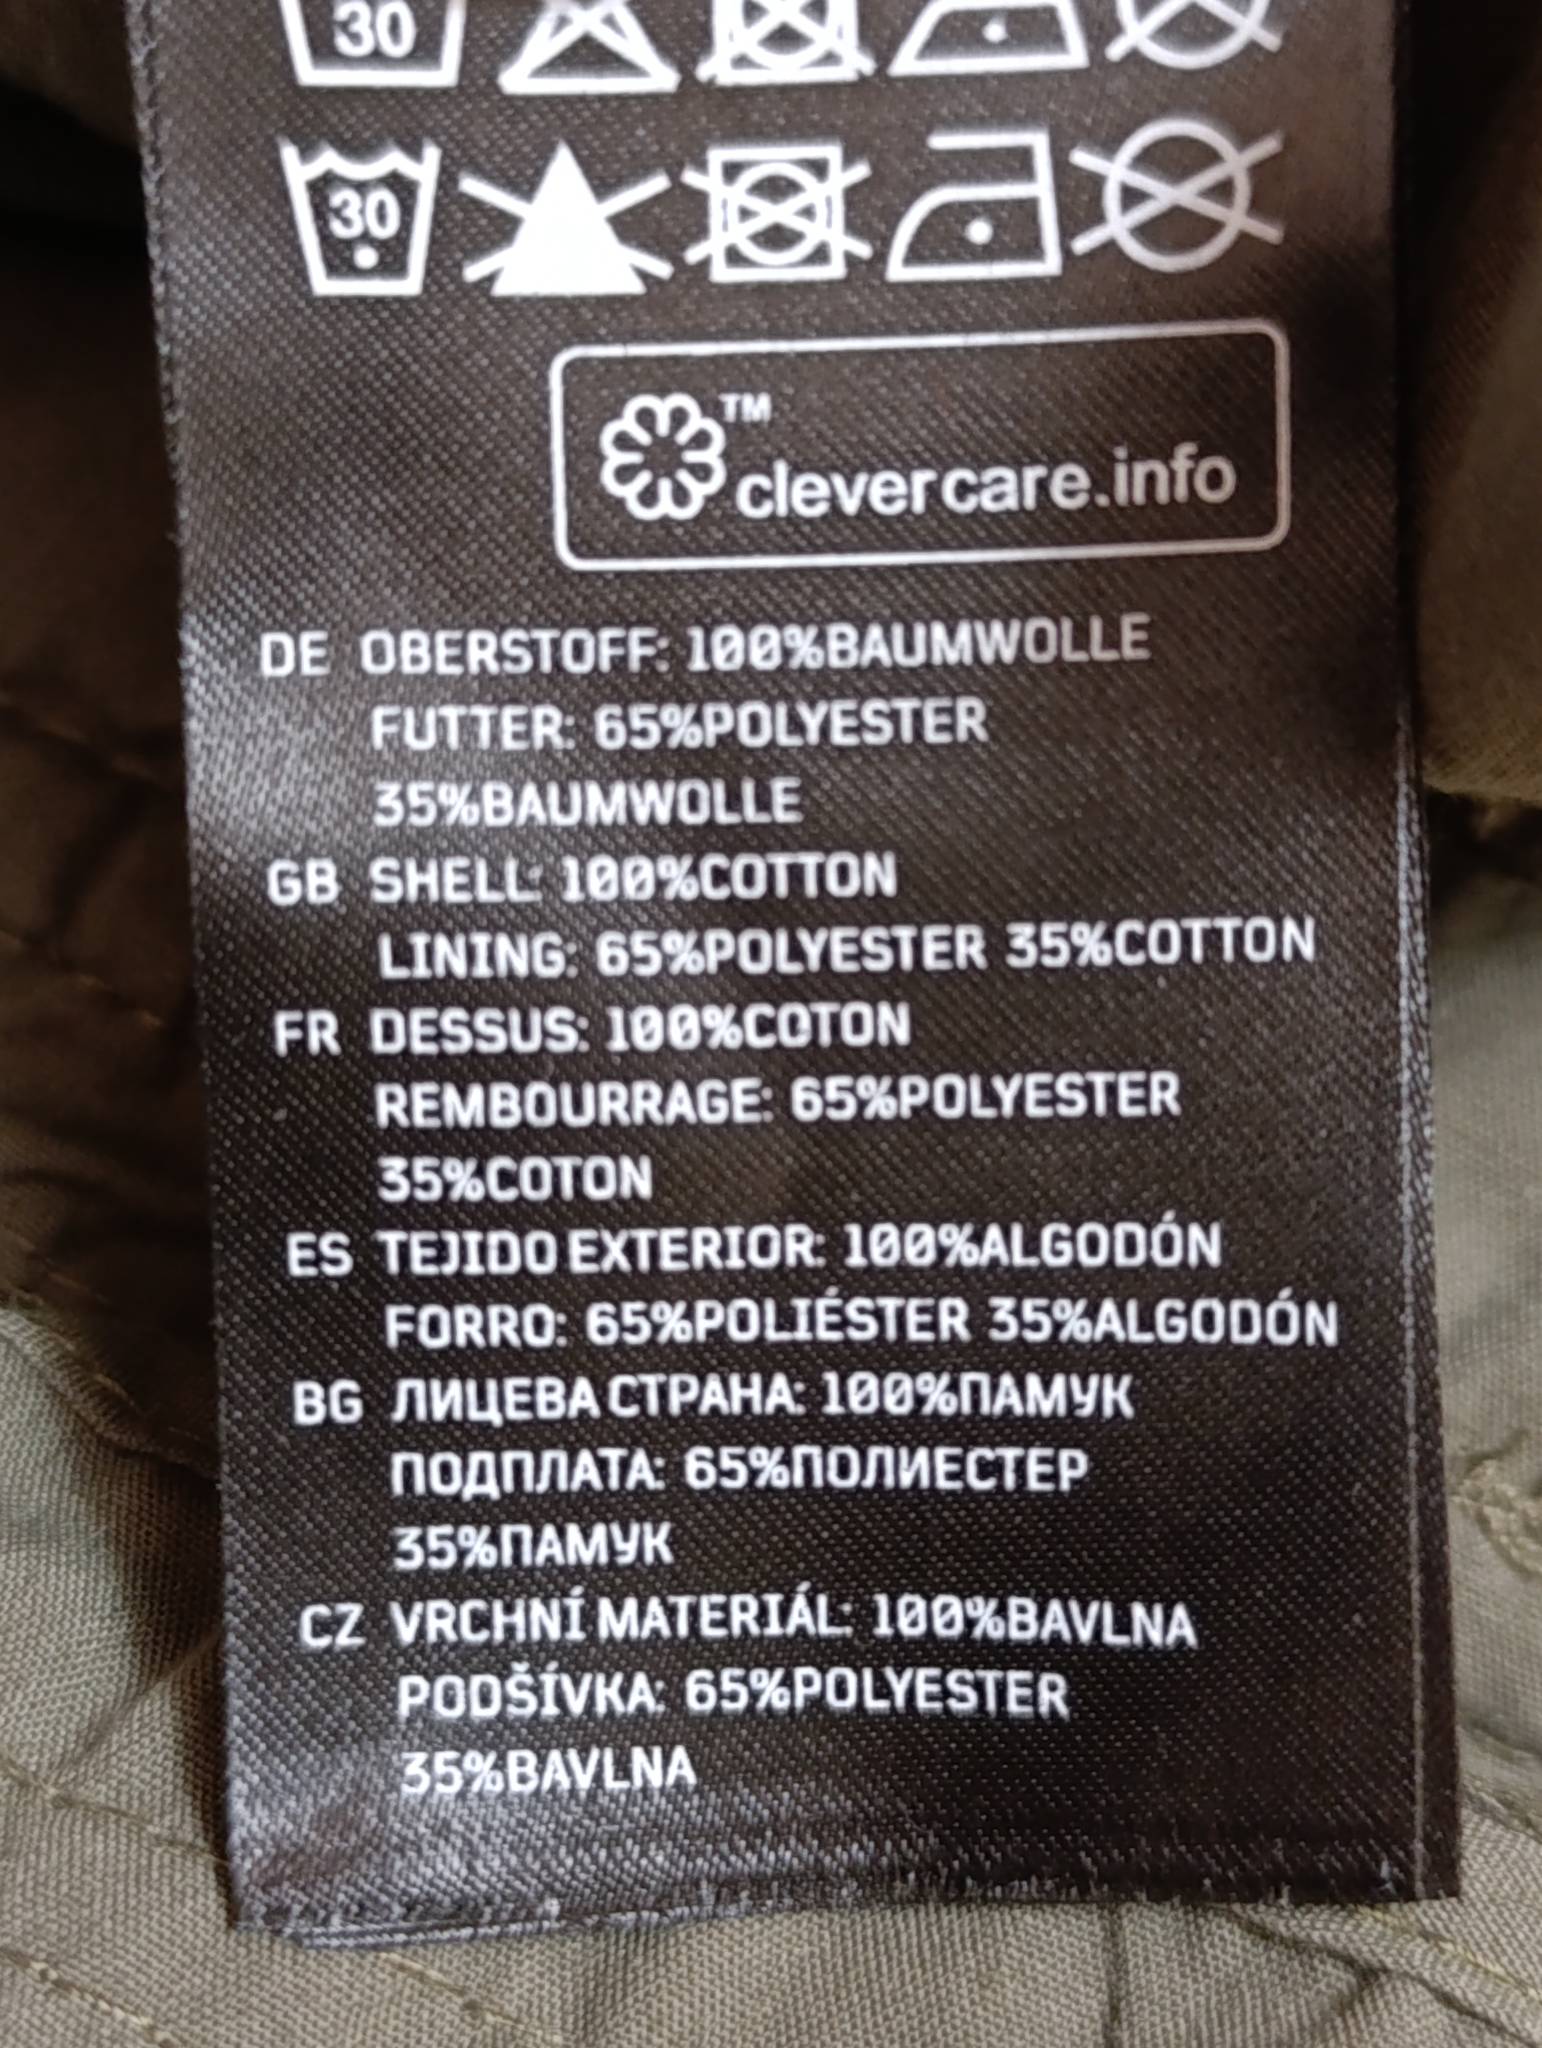 30
30
TM
clevercare.info
DE OBERSTOFF: 100%BAUMWOLLE
FUTTER: 65%POLYESTER
35%BAUMWOLLE
GB SHELL: 100%COTTON
LINING: 65%POLYESTER 35%COTTON
FR DESSUS: 100%COTON
REMBOURRAGE: 65%POLYESTER
35%COTON
ES TEJIDO EXTERIOR: 100%ALGODÓN
FORRO: 65%POLIÉSTER 35%ALGODÓN
BG ЛИЦЕВА СТРАНА: 100%ПАМУК
ПОДПЛАТА: 65%ПОЛИЕСТЕР
35%ПАМУК
CZ VRCHNÍ MATERIÁL: 100%BAVLNA
PODŠÍVKA: 65%POLYESTER
35%BAVLNA